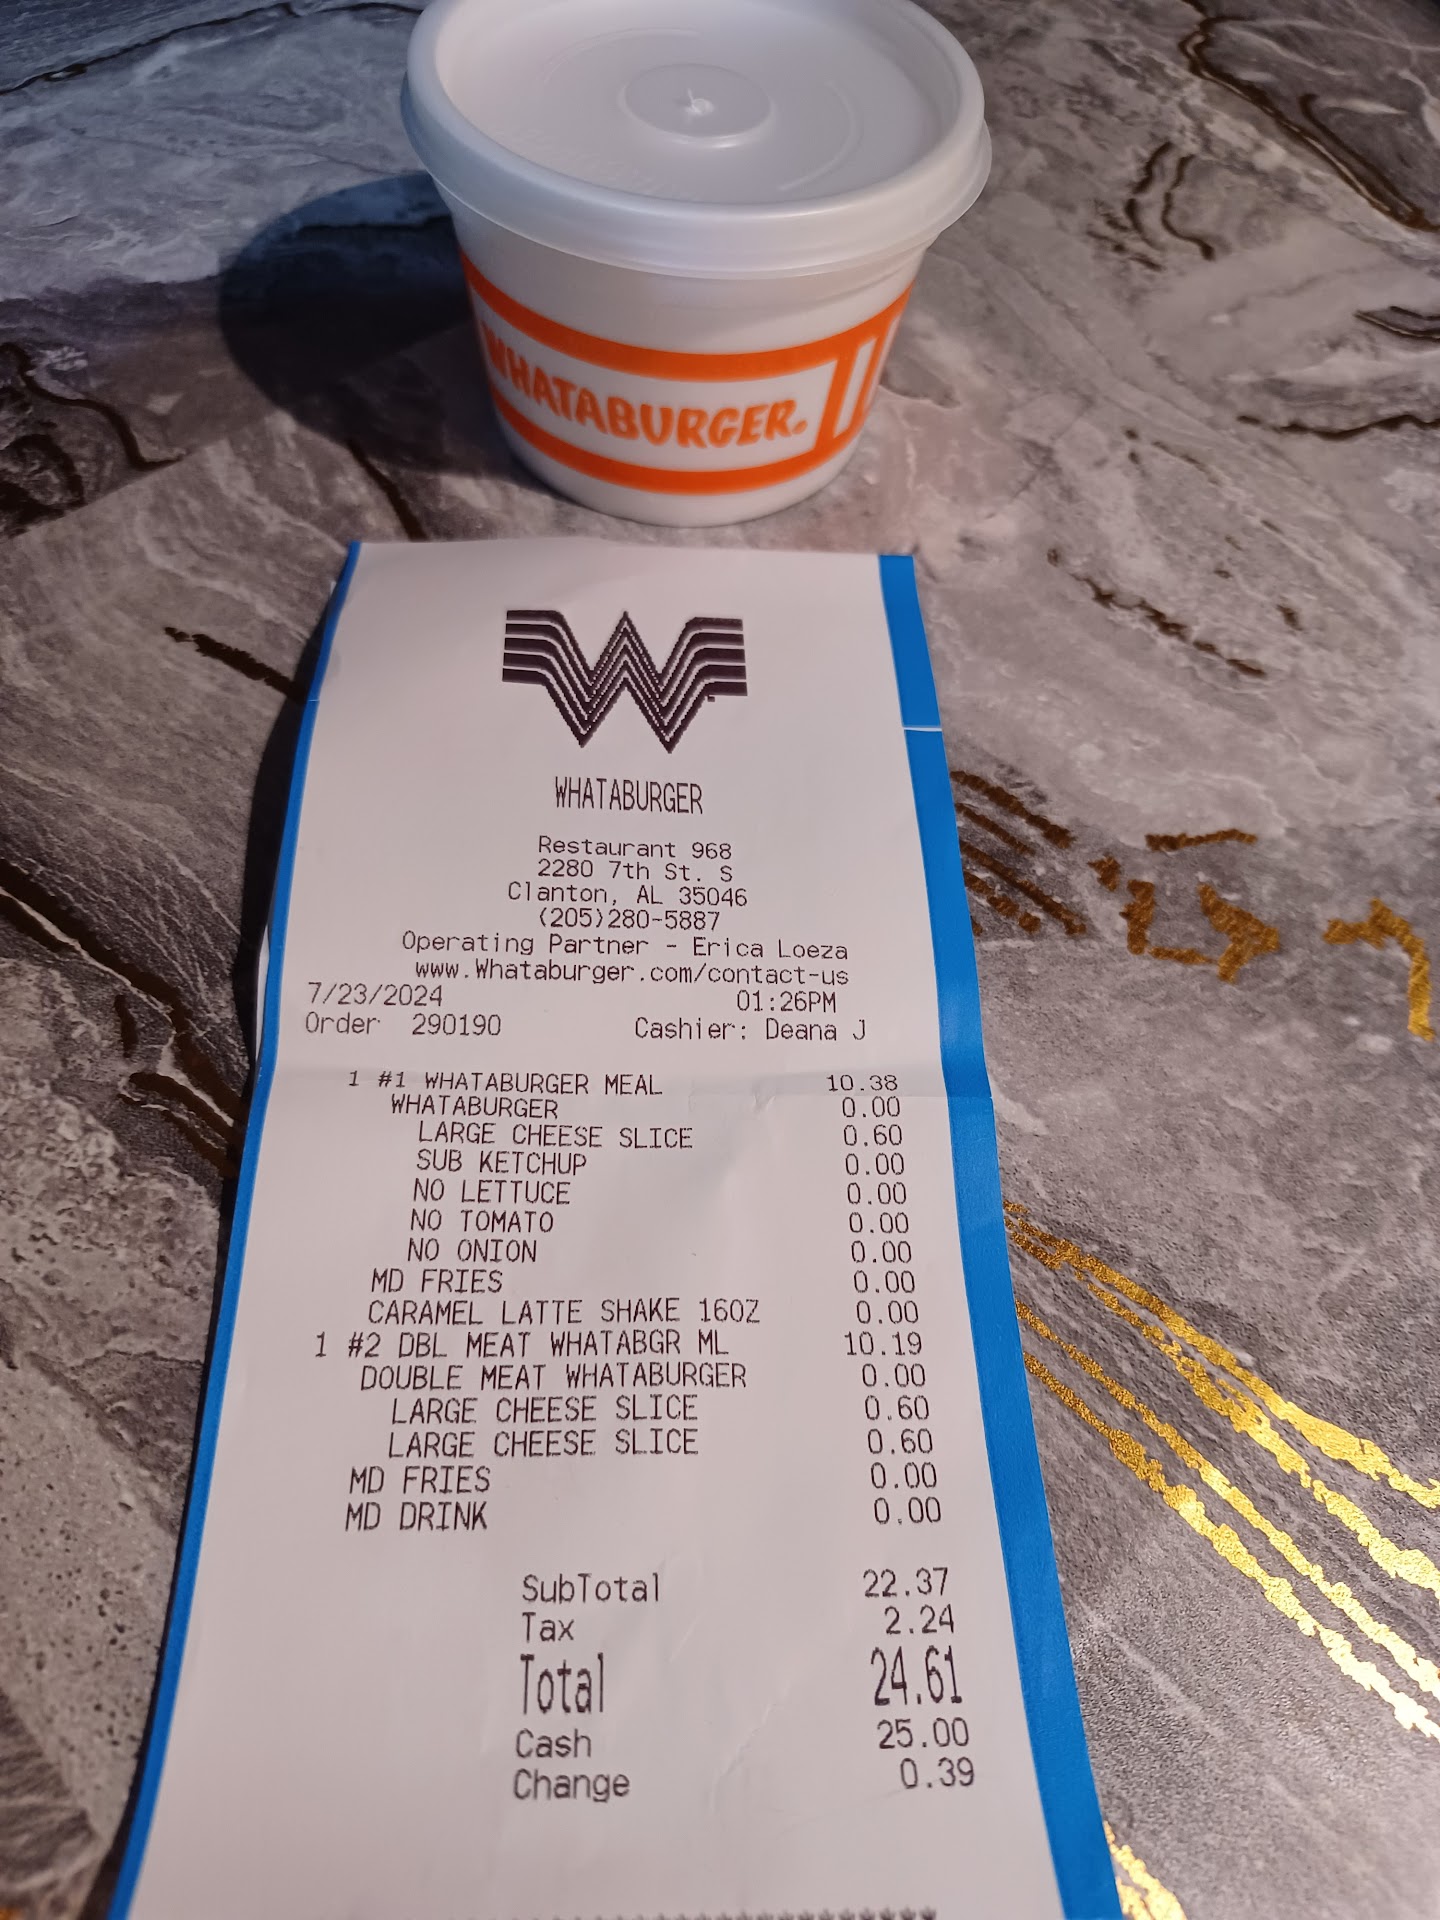 WHATABURGER.
WHATABURGER
Restaurant 968
2280 7th St. S
Clanton, AL 35046
(205)280-5887
Operating Partner - Erica Loeza
www.Whataburger.com/contact-us
7/23/2024 01:26PM
Order 290190 Cashier: Deana J
1 #1 WHATABURGER MEAL 10.38
WHATABURGER 0.00
LARGE CHEESE SLICE 0.60
SUB KETCHUP 0.00
NO LETTUCE 0.00
NO TOMATO 0.00
NO ONION 0.00
MD FRIES 0.00
CARAMEL LATTE SHAKE 16OZ 0.00
1 #2 DBL MEAT WHATABGR ML 10.19
DOUBLE MEAT WHATABURGER 0.00
LARGE CHEESE SLICE 0.60
LARGE CHEESE SLICE 0.60
MD FRIES 0.00
MD DRINK 0.00
SubTotal 22.37
Tax 2.24
Total 24.61
Cash 25.00
Change 0.39